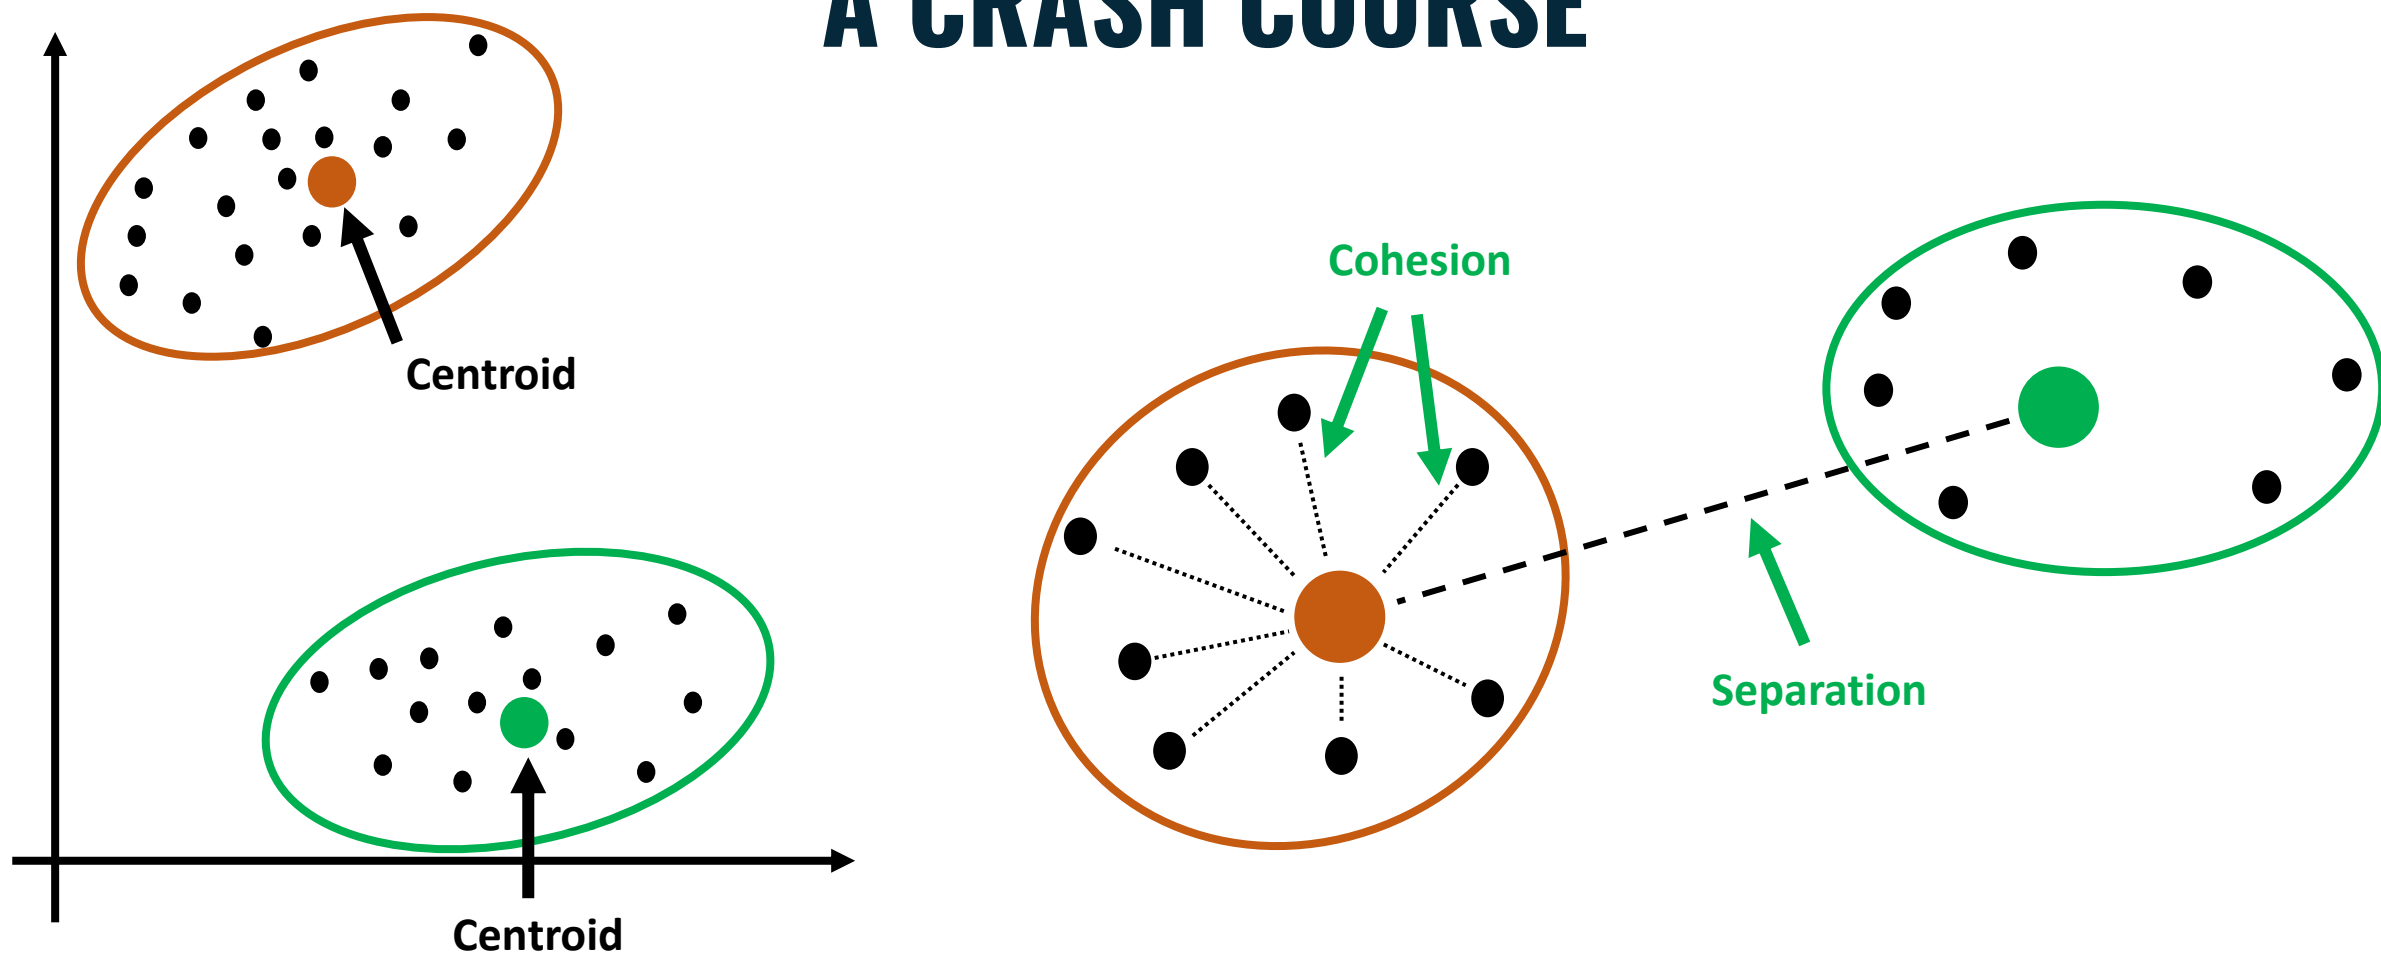 A CRASH COURSE
Centroid
Centroid
Cohesion
Separation